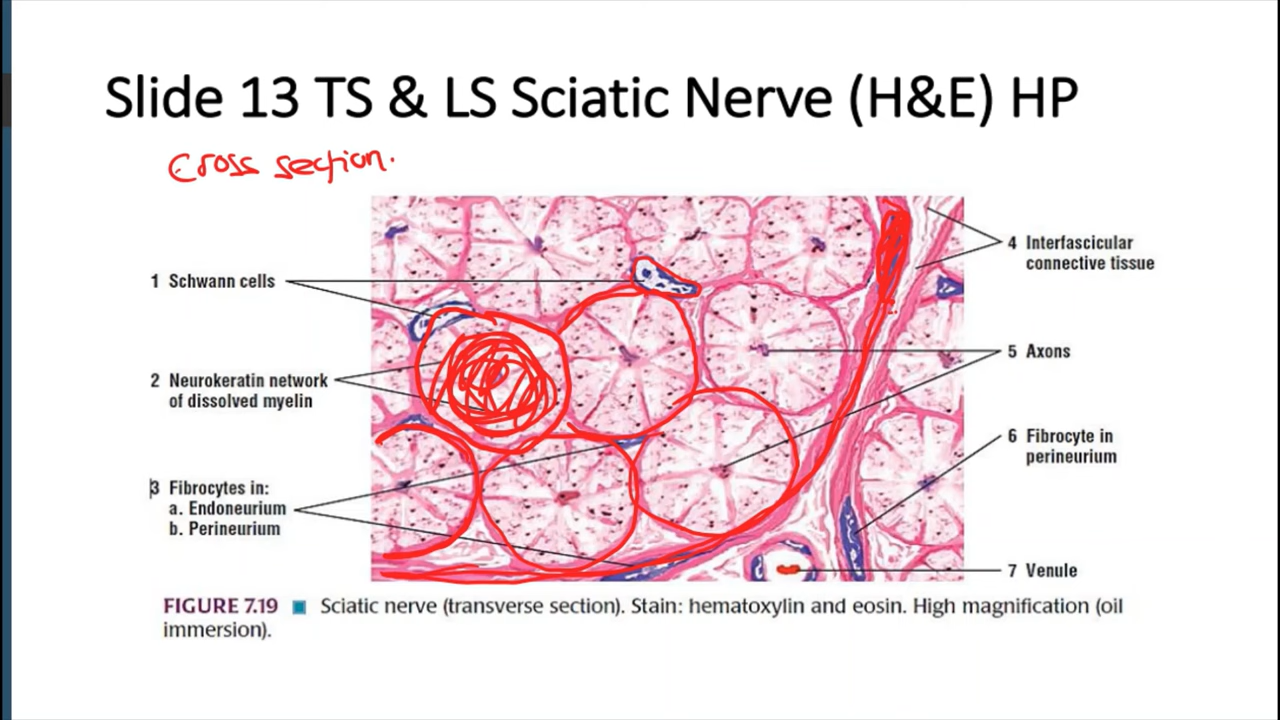 Slide 13 TS & LS Sciatic Nerve (H&E) HP
Cross section.
1 Schwann cells
2 Neurokeratin network
of dissolved myelin
3 Fibrocytes in:
a. Endoneurium
b. Perineurium
4 Interfascicular
connective tissue
5 Axons
6 Fibrocyte in
perineurium
7 Venule
FIGURE 7.19 ■ Sciatic nerve (transverse section). Stain: hematoxylin and eosin. High magnification (oil
immersion).